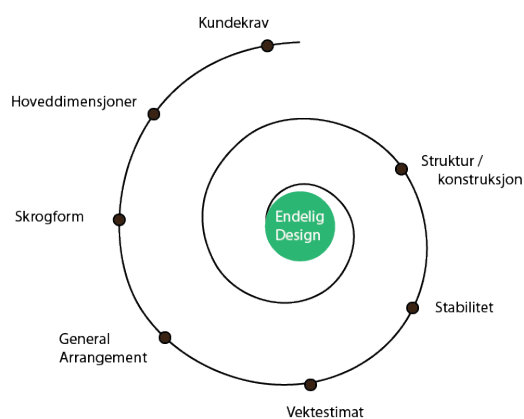 Kundekrav
Hoveddimensjoner
Skrogform
General
Arrangement
Vektestimat
Stabilitet
Struktur /
konstruksjon
Endelig
Design